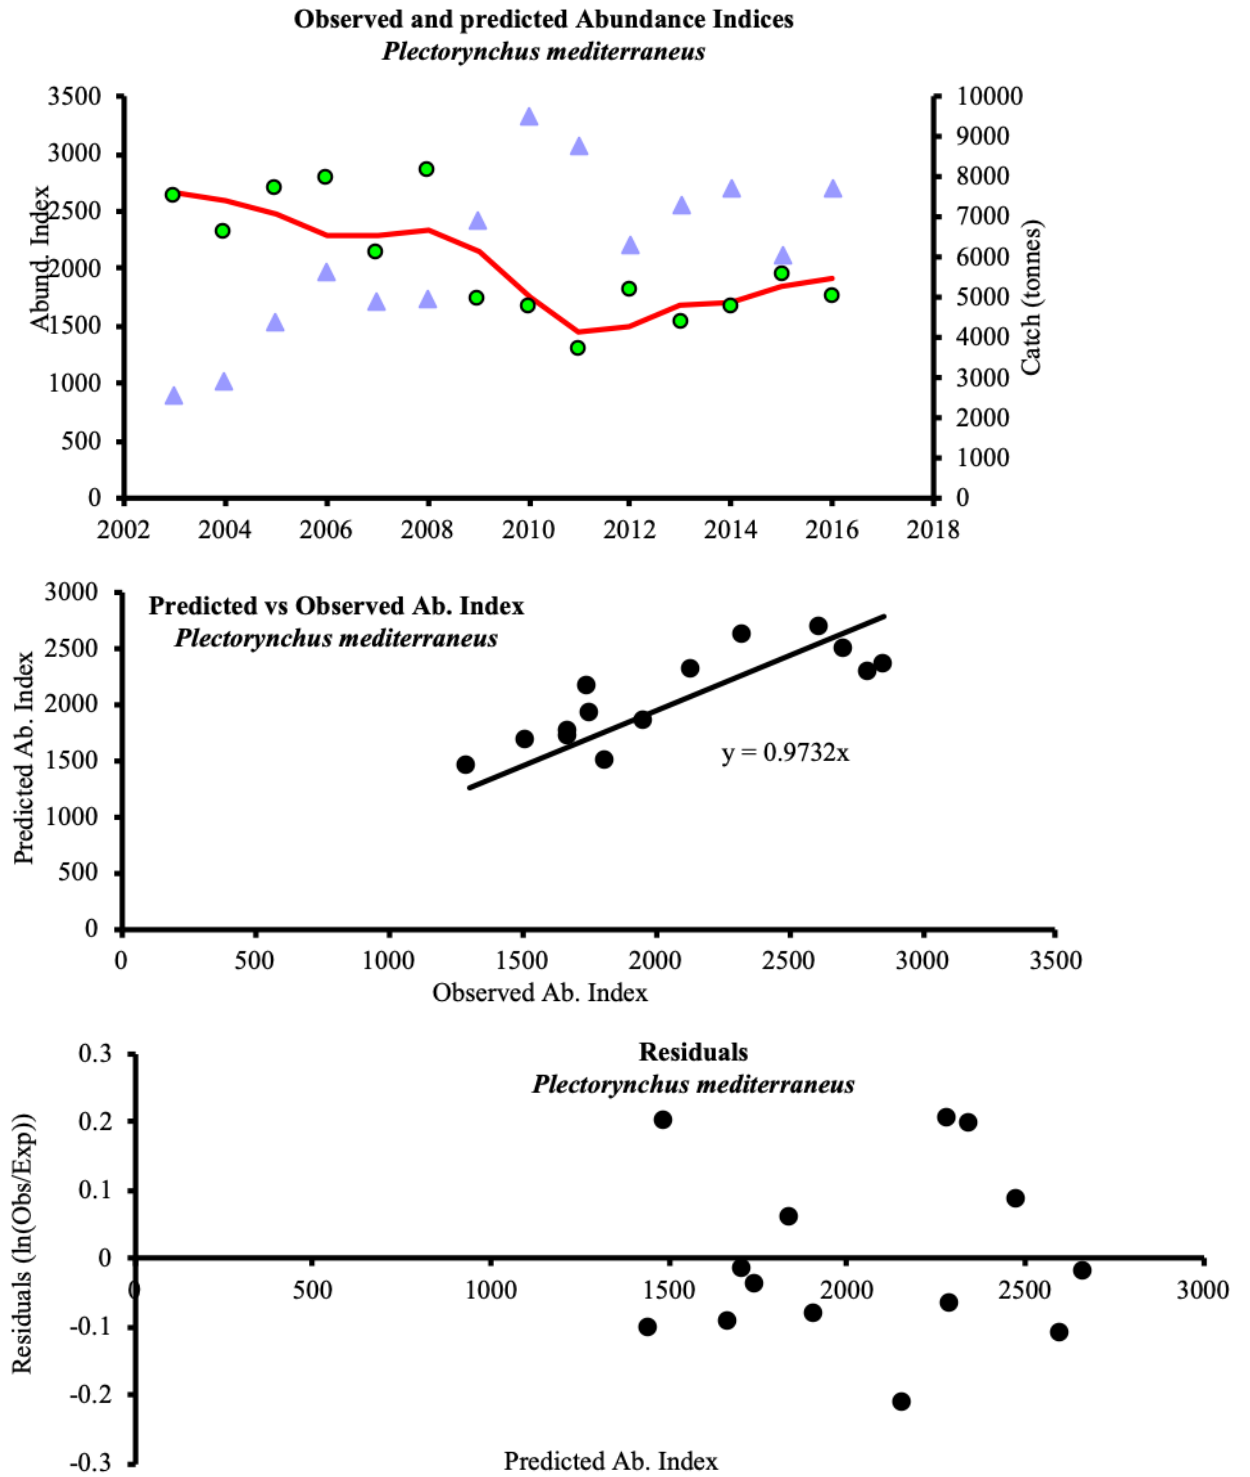 Observed and predicted Abundance Indices
Plectorynchus mediterraneus
3500
3000
2500
2000
1500
1000
500
0
Abund. Index
10000
9000
8000
7000
6000
5000
4000
3000
2000
1000
0
Catch (tonnes)
2002 2004 2006 2008 2010 2012 2014 2016 2018
Predicted vs Observed Ab. Index
Plectorynchus mediterraneus
3000
2500
2000
1500
1000
500
0
Predicted Ab. Index
y = 0.9732x
0 500 1000 1500 2000 2500 3000 3500
Observed Ab. Index
Residuals
Plectorynchus mediterraneus
0.3
0.2
0.1
0
-0.1
-0.2
-0.3
Residuals (ln(Obs/Exp))
0 500 1000 1500 2000 2500 3000
Predicted Ab. Index